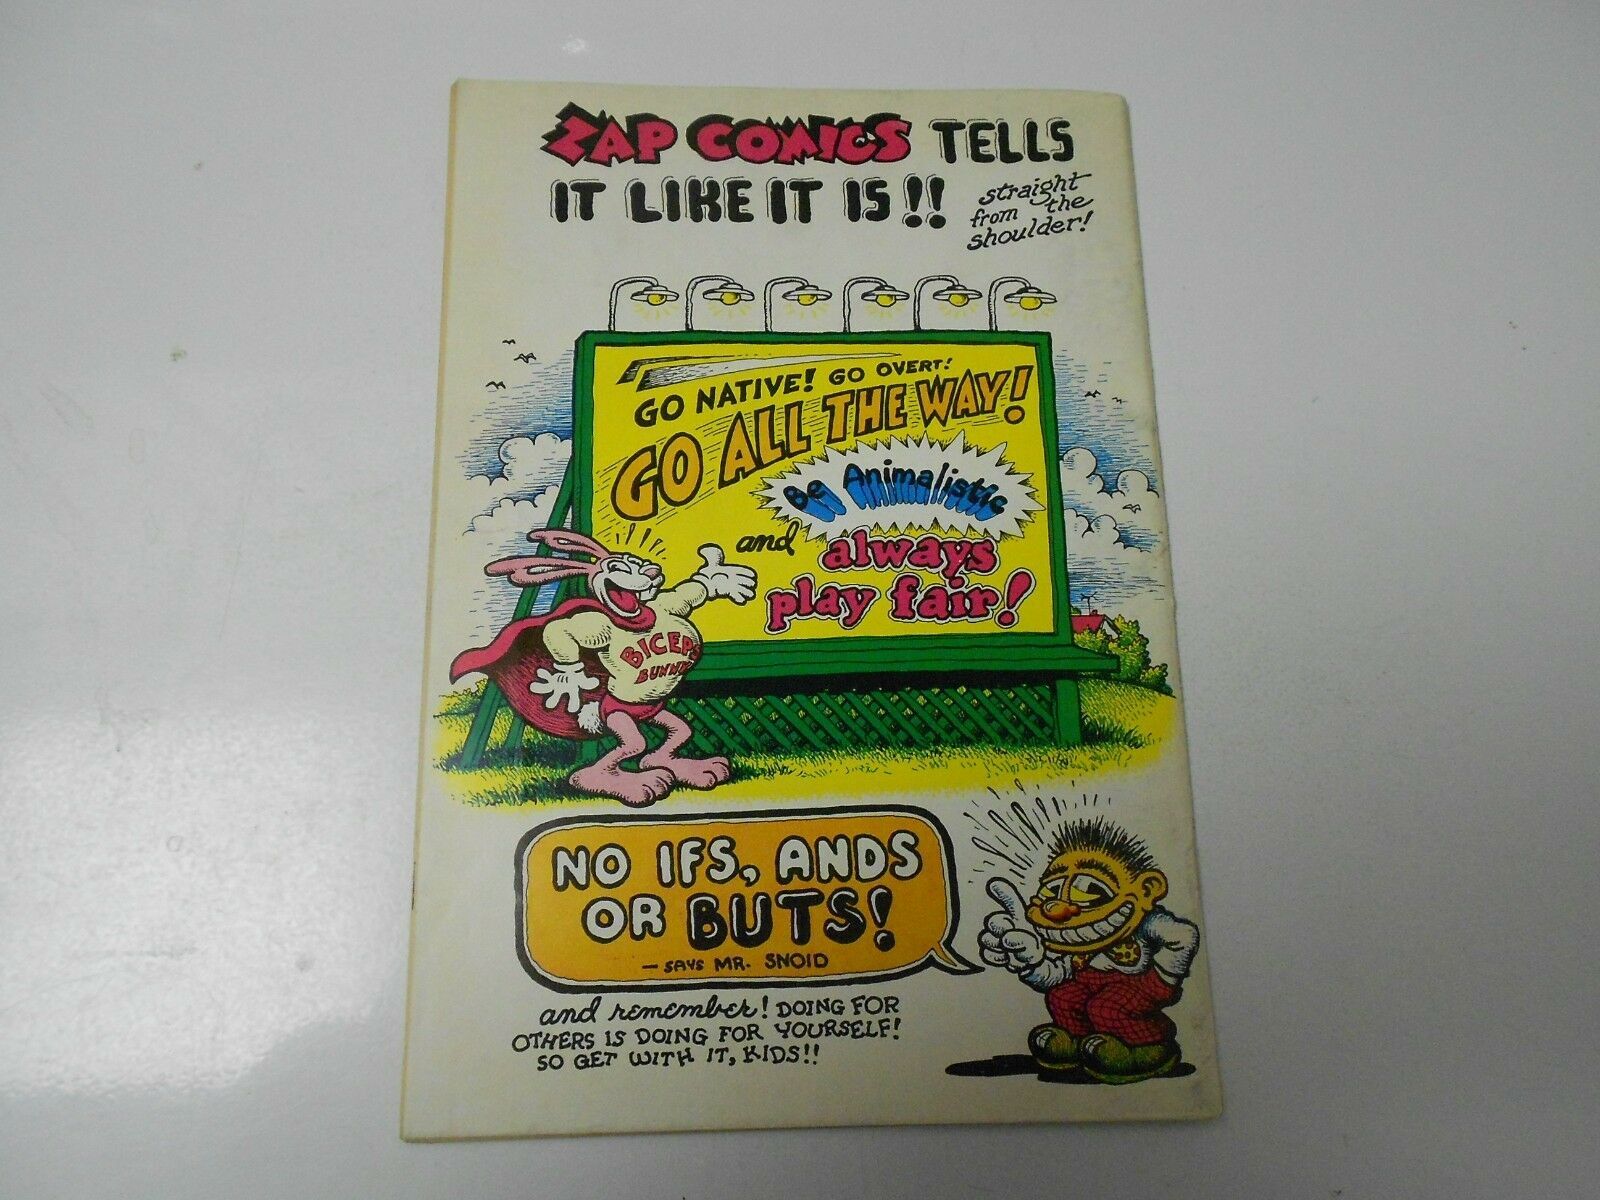 ZAP COMICS TELLS
IT LIKE IT IS!!
straight
from the
shoulder!
GO NATIVE! GO OVERT!
GO ALL THE WAY!
Be Animalistic
and always
play fair!
BICEPS
BUNNY
NO IFS, ANDS
OR BUTS!
— SAYS MR. SNOID
and remember! DOING FOR
OTHERS IS DOING FOR YOURSELF!
SO GET WITH IT, KIDS!!